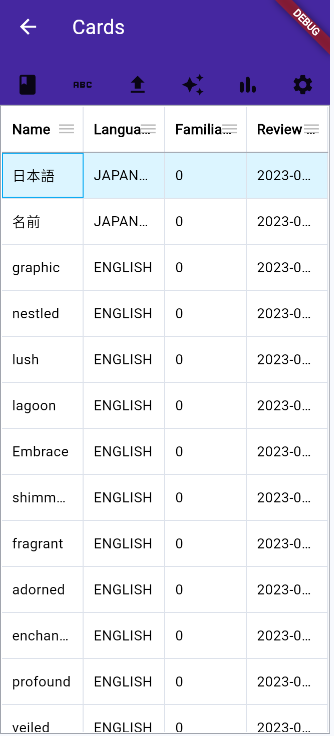 Cards
DEBUG
ABC
Name Langua... Familia... Review ...
日本語 JAPAN... 0 2023-0...
名前 JAPAN... 0 2023-0...
graphic ENGLISH 0 2023-0...
nestled ENGLISH 0 2023-0...
lush ENGLISH 0 2023-0...
lagoon ENGLISH 0 2023-0...
Embrace ENGLISH 0 2023-0...
shimm... ENGLISH 0 2023-0...
fragrant ENGLISH 0 2023-0...
adorned ENGLISH 0 2023-0...
enchan... ENGLISH 0 2023-0...
profound ENGLISH 0 2023-0...
veiled ENGLISH 0 2023-0...